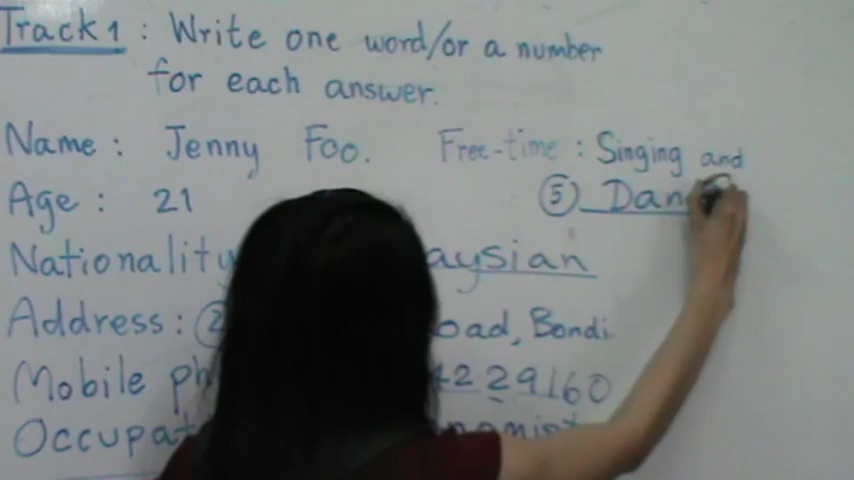 Track 1 : Write one word/or a number
for each answer.
Name : Jenny Foo. Free-time : Singing and
Age : 21 ⑤ Dan
Nationality aysian
Address : ② oad, Bondi
Mobile ph 4229160
Occupat nomist